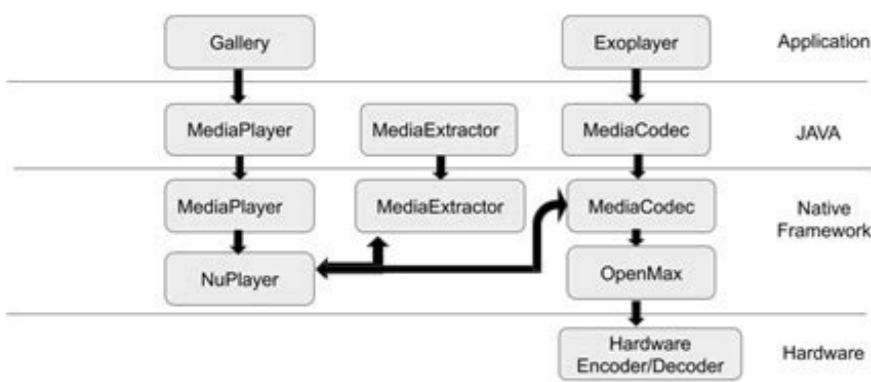 Gallery
Exoplayer
Application
MediaPlayer
MediaExtractor
MediaCodec
JAVA
MediaPlayer
MediaExtractor
MediaCodec
Native
Framework
NuPlayer
OpenMax
Hardware
Encoder/Decoder
Hardware